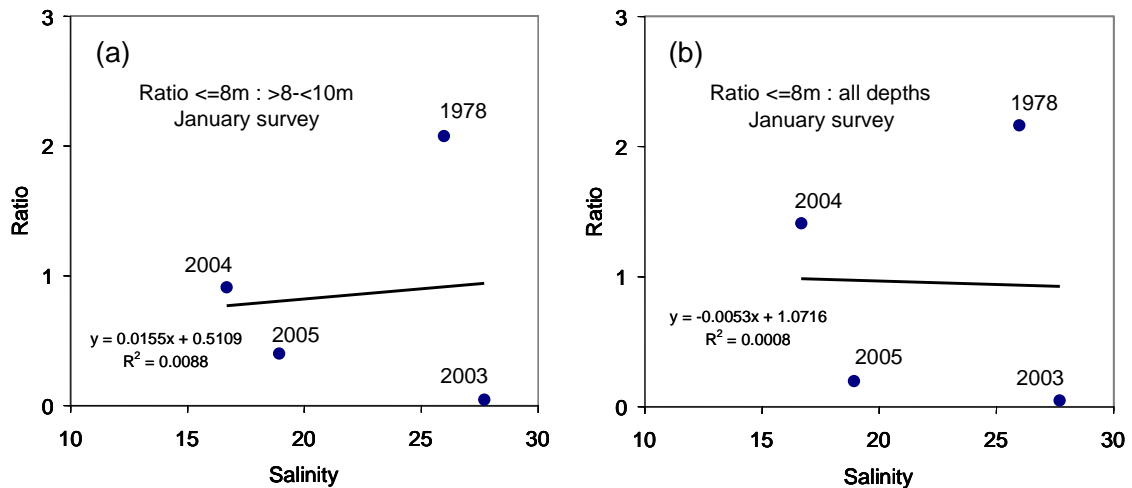 (a)
Ratio <=8m : >8-<10m
January survey
1978
2004
2005
2003
y = 0.0155x + 0.5109
R² = 0.0088
3
2
1
0
Ratio
10 15 20 25 30
Salinity
(b)
Ratio <=8m : all depths
January survey
1978
2004
2005
2003
y = -0.0053x + 1.0716
R² = 0.0008
3
2
1
0
Ratio
10 15 20 25 30
Salinity